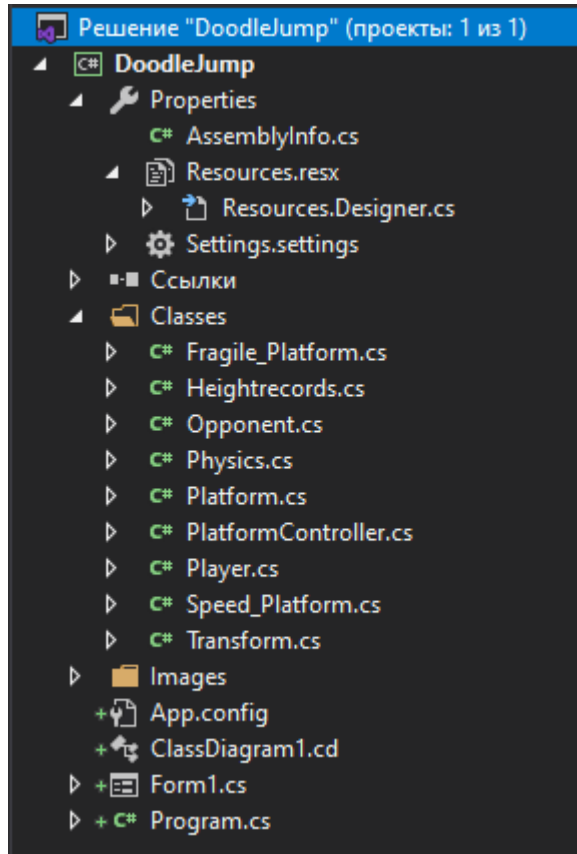 Решение "DoodleJump" (проекты: 1 из 1)
C# DoodleJump
Properties
C# AssemblyInfo.cs
Resources.resx
Resources.Designer.cs
Settings.settings
Ссылки
Classes
C# Fragile_Platform.cs
C# Heightrecords.cs
C# Opponent.cs
C# Physics.cs
C# Platform.cs
C# PlatformController.cs
C# Player.cs
C# Speed_Platform.cs
C# Transform.cs
Images
+ App.config
+ ClassDiagram1.cd
+ Form1.cs
+ C# Program.cs